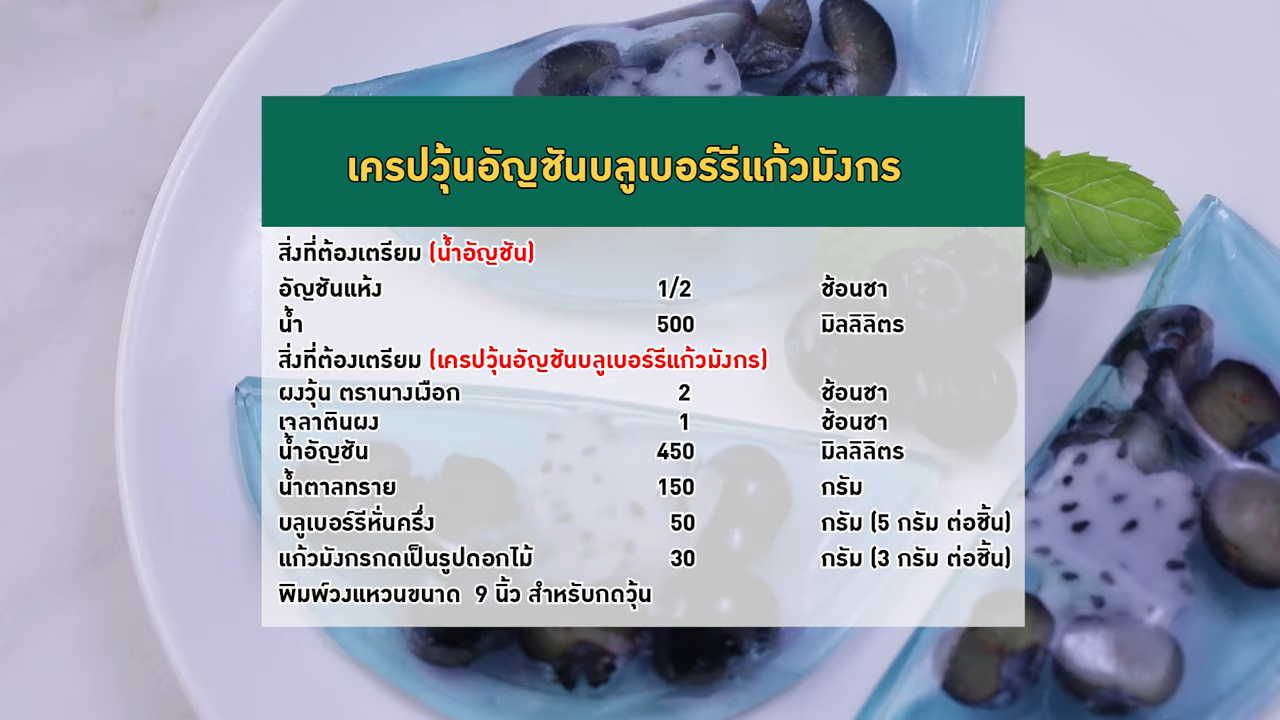 เครปวุ้นอัญชันบลูเบอร์รีแก้วมังกร
สิ่งที่ต้องเตรียม (น้ำอัญชัน)
อัญชันแห้ง 1/2 ช้อนชา
น้ำ 500 มิลลิลิตร
สิ่งที่ต้องเตรียม (เครปวุ้นอัญชันบลูเบอร์รีแก้วมังกร)
ผงวุ้น ตรานางเงือก 2 ช้อนชา
เจลาตินผง 1 ช้อนชา
น้ำอัญชัน 450 มิลลิลิตร
น้ำตาลทราย 150 กรัม
บลูเบอร์รีหั่นครึ่ง 50 กรัม (5 กรัม ต่อชิ้น)
แก้วมังกรกดเป็นรูปดอกไม้ 30 กรัม (3 กรัม ต่อชิ้น)
พิมพ์วงแหวนขนาด 9 นิ้ว สำหรับกดวุ้น